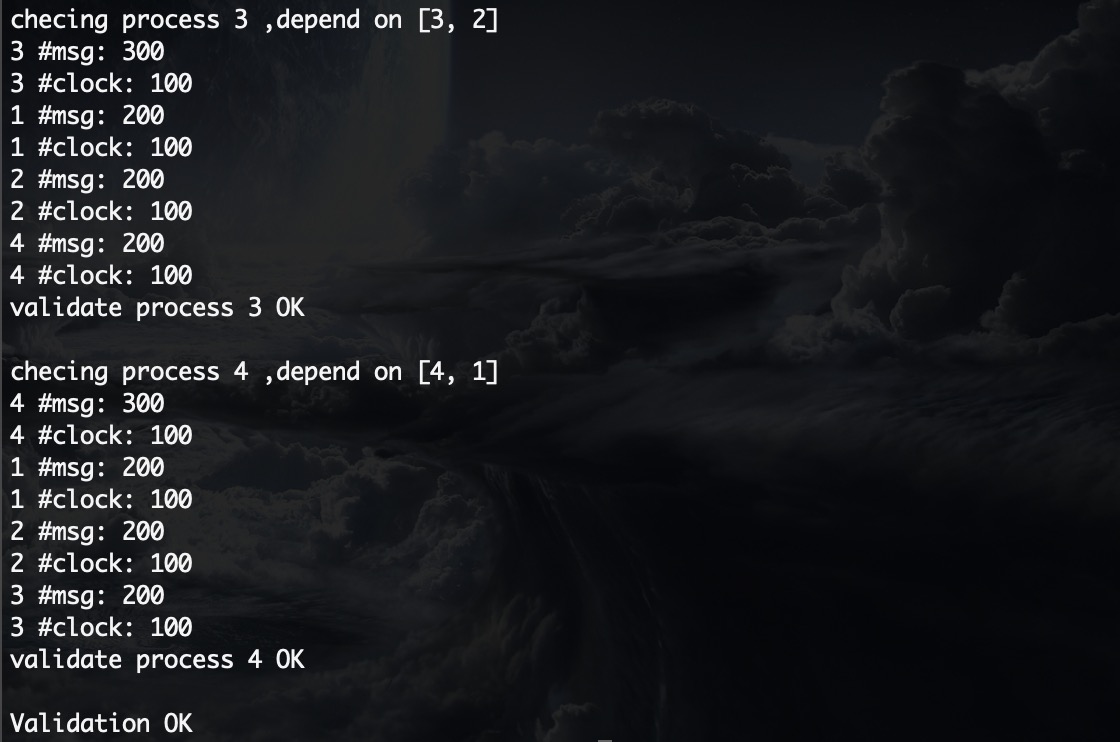 checing process 3 ,depend on [3, 2]
3 #msg: 300
3 #clock: 100
1 #msg: 200
1 #clock: 100
2 #msg: 200
2 #clock: 100
4 #msg: 200
4 #clock: 100
validate process 3 OK
checing process 4 ,depend on [4, 1]
4 #msg: 300
4 #clock: 100
1 #msg: 200
1 #clock: 100
2 #msg: 200
2 #clock: 100
3 #msg: 200
3 #clock: 100
validate process 4 OK
Validation OK